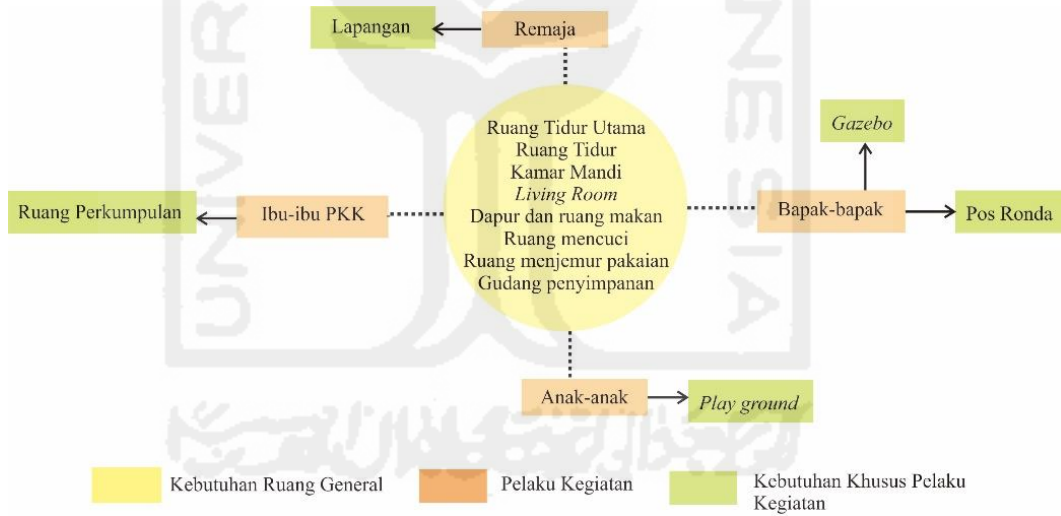 Lapangan
Remaja
Gazebo
Ruang Tidur Utama
Ruang Tidur
Kamar Mandi
Living Room
Dapur dan ruang makan
Ruang mencuci
Ruang menjemur pakaian
Gudang penyimpanan
Ruang Perkumpulan
Ibu-ibu PKK
Bapak-bapak
Pos Ronda
Anak-anak
Play ground
Kebutuhan Ruang General
Pelaku Kegiatan
Kebutuhan Khusus Pelaku
Kegiatan
UNIVER
NESIA